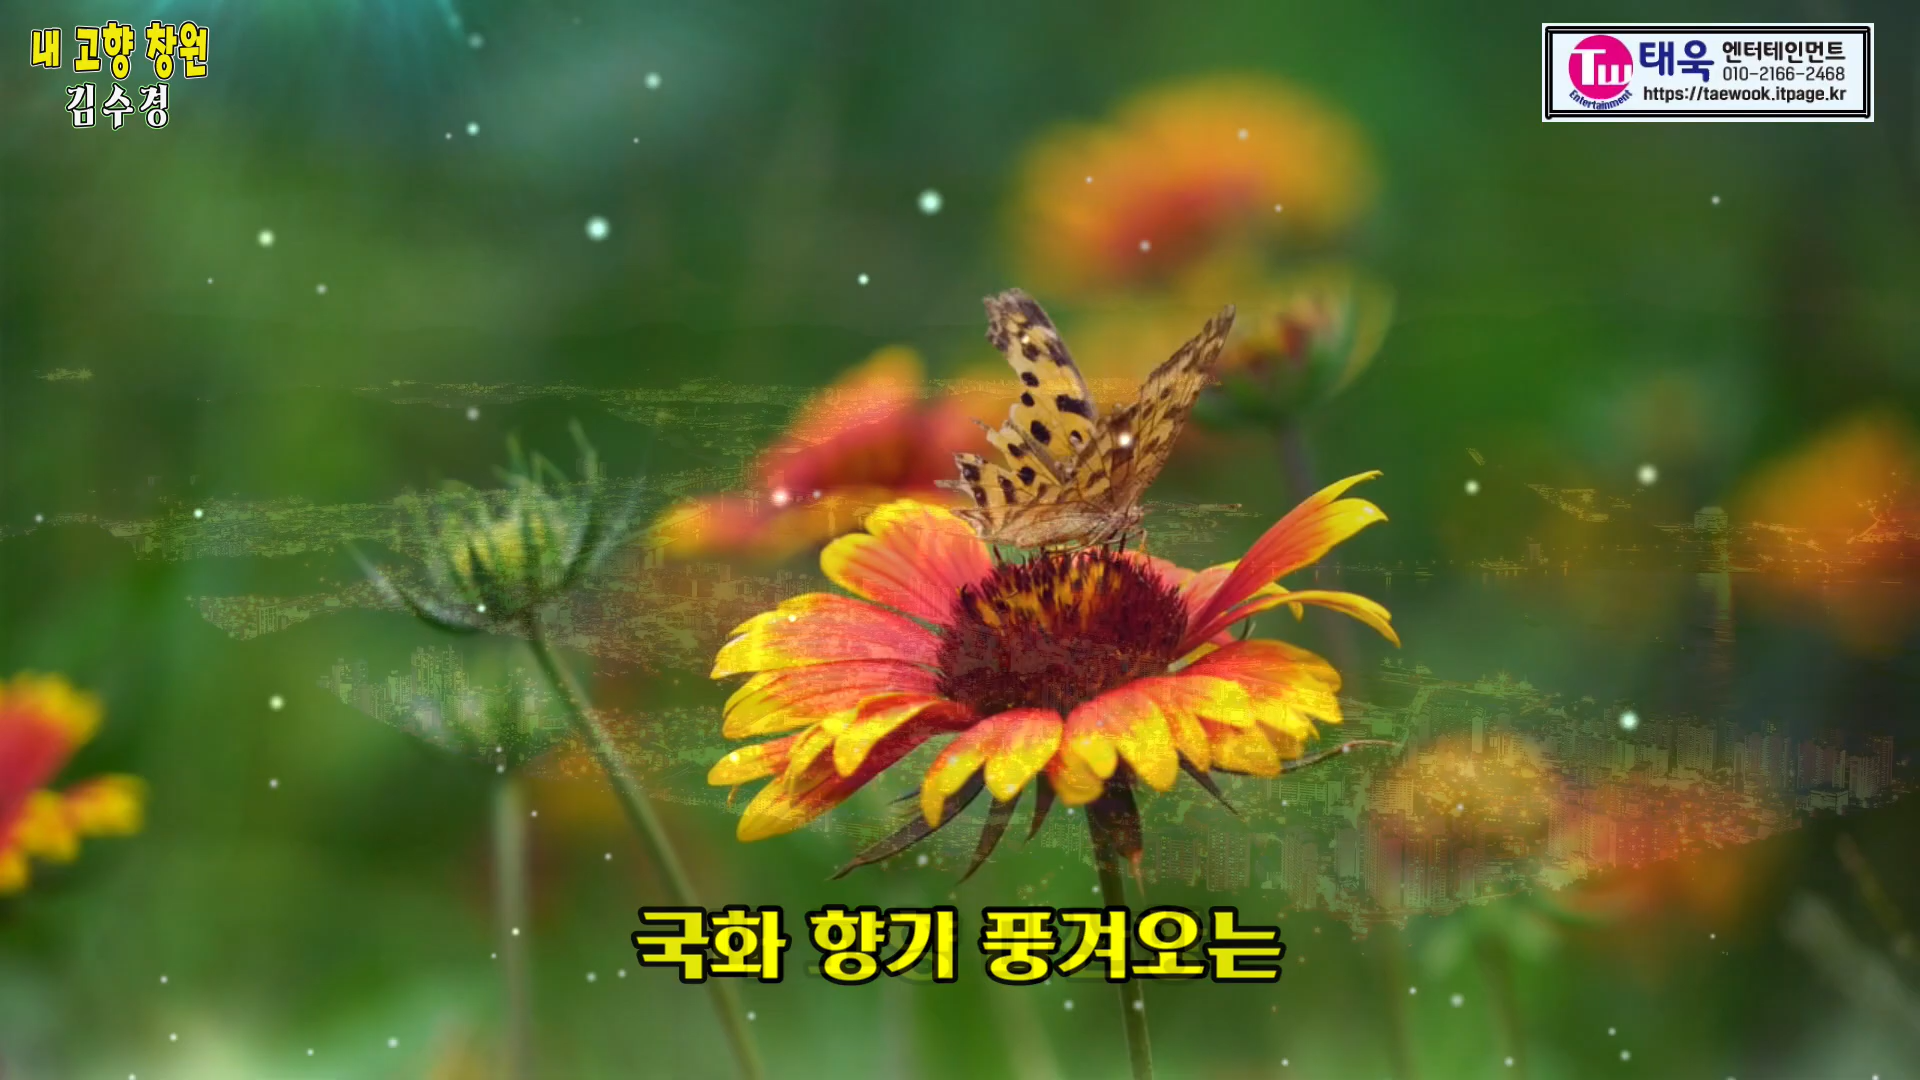 내 고향 창원
김수경
TW Entertainment
태욱 엔터테인먼트
010-2166-2468
https://taewook.itpage.kr
국화 향기 풍겨오는